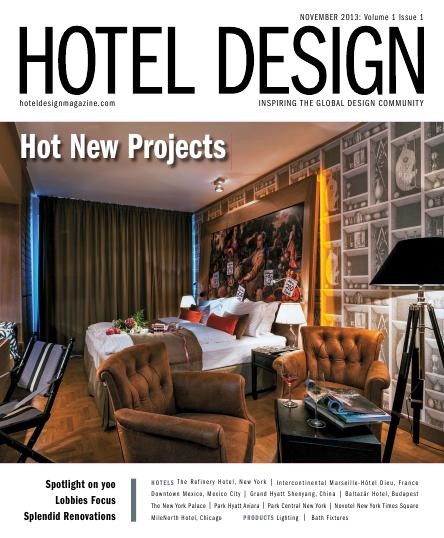 NOVEMBER 2013: Volume 1 Issue 1
HOTEL DESIGN
hoteldesignmagazine.com
INSPIRING THE GLOBAL DESIGN COMMUNITY
Hot New Projects
Spotlight on yoo
Lobbies Focus
Splendid Renovations
HOTELS The Refinery Hotel, New York | Intercontinental Marseille-Hôtel Dieu, France
Downtown Mexico, Mexico City | Grand Hyatt Shenyang, China | Baltazár Hotel, Budapest
The New York Palace | Park Hyatt Aviara | Park Central New York | Novotel New York Times Square
MileNorth Hotel, Chicago PRODUCTS Lighting | Bath Fixtures